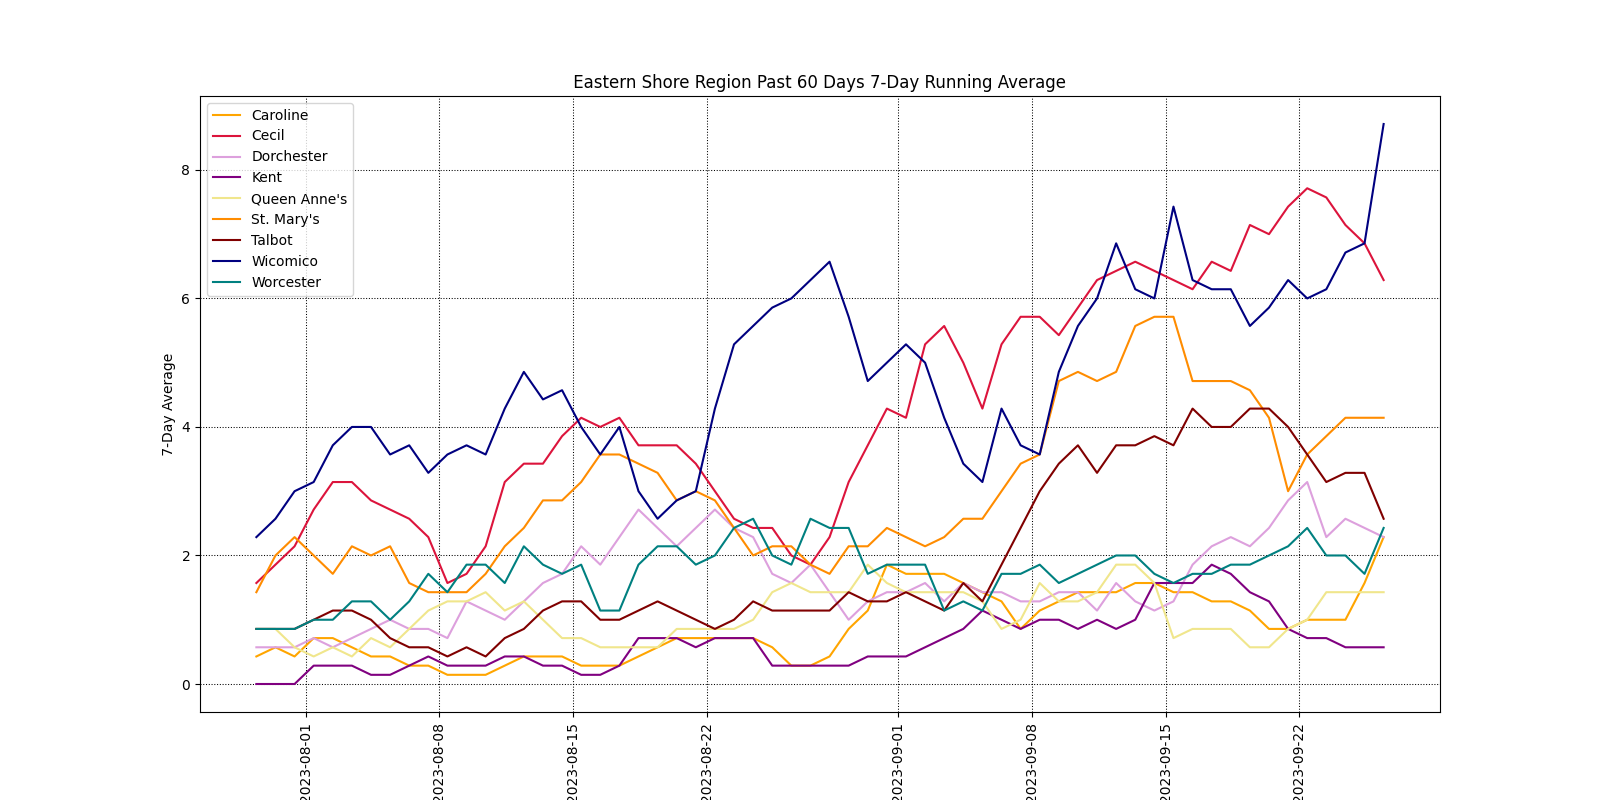 Eastern Shore Region Past 60 Days 7-Day Running Average
Caroline
Cecil
Dorchester
Kent
Queen Anne's
St. Mary's
Talbot
Wicomico
Worcester
7-Day Average
8
6
4
2
0
2023-08-01
2023-08-08
2023-08-15
2023-08-22
2023-09-01
2023-09-08
2023-09-15
2023-09-22